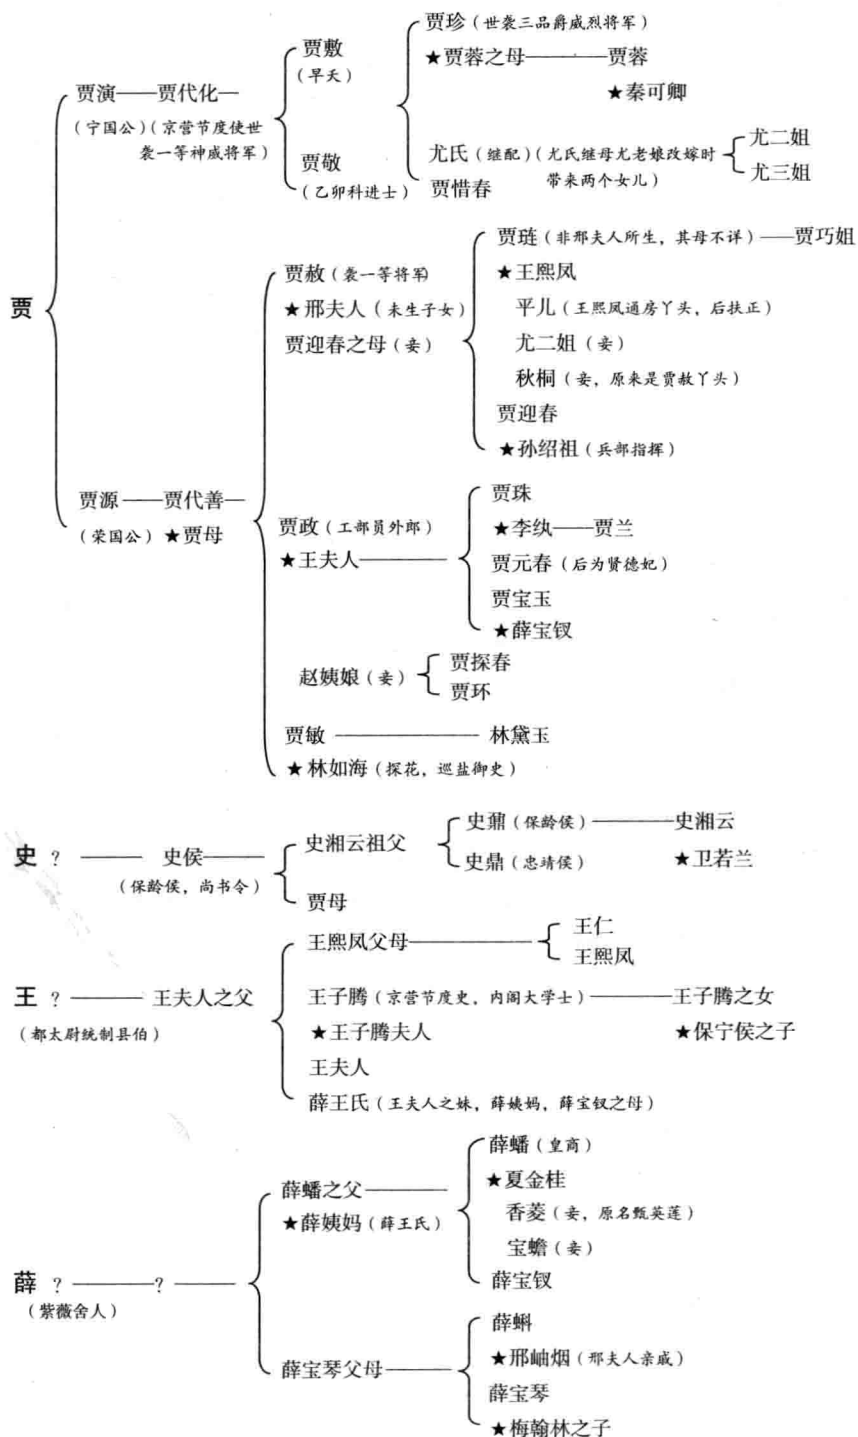 贾珍（世袭三品爵威烈将军）
贾敷
★贾蓉之母————贾蓉
（早夭）
贾演——贾代化—
★秦可卿
（宁国公）（京营节度使世
袭一等神威将军）
尤二姐
贾敬
尤氏（继配）（尤氏继母尤老娘改嫁时
尤三姐
带来两个女儿）
（乙卯科进士）
贾惜春
贾琏（非邢夫人所生，其母不详）——贾巧姐
贾赦（袭一等将军）
★王熙凤
贾
★邢夫人（未生子女）
平儿（王熙凤通房丫头，后扶正）
贾迎春之母（妾）
尤二姐（妾）
秋桐（妾，原来是贾赦丫头）
贾迎春
★孙绍祖（兵部指挥）
贾源——贾代善—
贾珠
（荣国公）★贾母
贾政（工部员外郎）
★李纨——贾兰
★王夫人————
贾元春（后为贤德妃）
贾宝玉
★薛宝钗
贾探春
赵姨娘（妾）
贾环
贾敏 —————— 林黛玉
★林如海（探花，巡盐御史）
史鼐（保龄侯）————史湘云
史湘云祖父
史 ? —— 史侯——
史鼎（忠靖侯） ★卫若兰
（保龄侯，尚书令）
贾母
王仁
王熙凤父母——————
王熙凤
王 ? ——— 王夫人之父
王子腾（京营节度史，内阁大学士）————王子腾之女
（都太尉统制县伯）
★王子腾夫人 ★保宁侯之子
王夫人
薛王氏（王夫人之妹，薛姨妈，薛宝钗之母）
薛蟠（皇商）
★夏金桂
薛蟠之父————
香菱（妾，原名甄英莲）
★薛姨妈（薛王氏）
宝蟾（妾）
薛宝钗
薛 ? ————? ———
（紫薇舍人）
薛蝌
★邢岫烟（邢夫人亲戚）
薛宝琴父母———
薛宝琴
★梅翰林之子